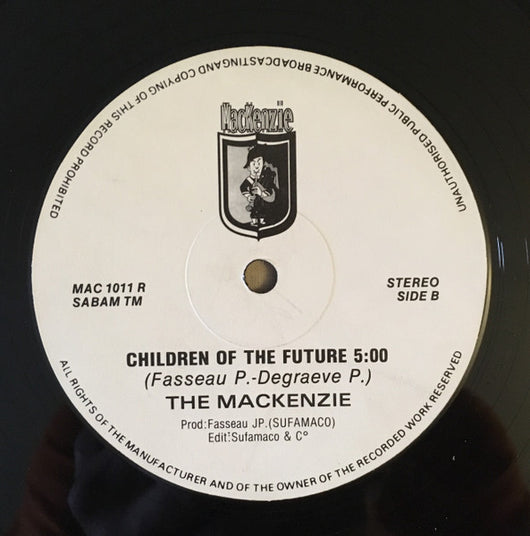 UNAUTHORISED PUBLIC PERFORMANCE BROADCASTING AND COPYING OF THIS RECORD PROHIBITED
MacKenzie
MAC 1011 R
SABAM TM
STEREO
SIDE B
CHILDREN OF THE FUTURE 5:00
(Fasseau P.-Degraeve P.)
THE MACKENZIE
Prod:Fasseau JP.(SUFAMACO)
Edit:Sufamaco & C°
ALL RIGHTS OF THE MANUFACTURER AND OF THE OWNER OF THE RECORDED WORK RESERVED